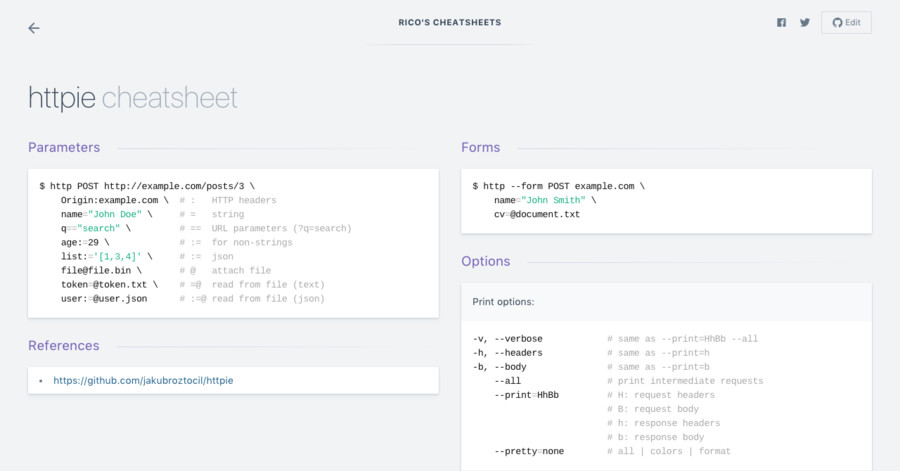 RICO'S CHEATSHEETS
Edit
httpie cheatsheet
Parameters
$ http POST http://example.com/posts/3 \
Origin:example.com \ # : HTTP headers
name="John Doe" \ # = string
q=="search" \ # == URL parameters (?q=search)
age:=29 \ # := for non-strings
list:='[1,3,4]' \ # := json
file@file.bin \ # @ attach file
token=@token.txt \ # =@ read from file (text)
user:=@user.json # :=@ read from file (json)
References
• https://github.com/jakubroztocil/httpie
Forms
$ http --form POST example.com \
name="John Smith" \
cv=@document.txt
Options
Print options:
-v, --verbose # same as --print=HhBb --all
-h, --headers # same as --print=h
-b, --body # same as --print=b
--all # print intermediate requests
--print=HhBb # H: request headers
# B: request body
# h: response headers
# b: response body
--pretty=none # all | colors | format